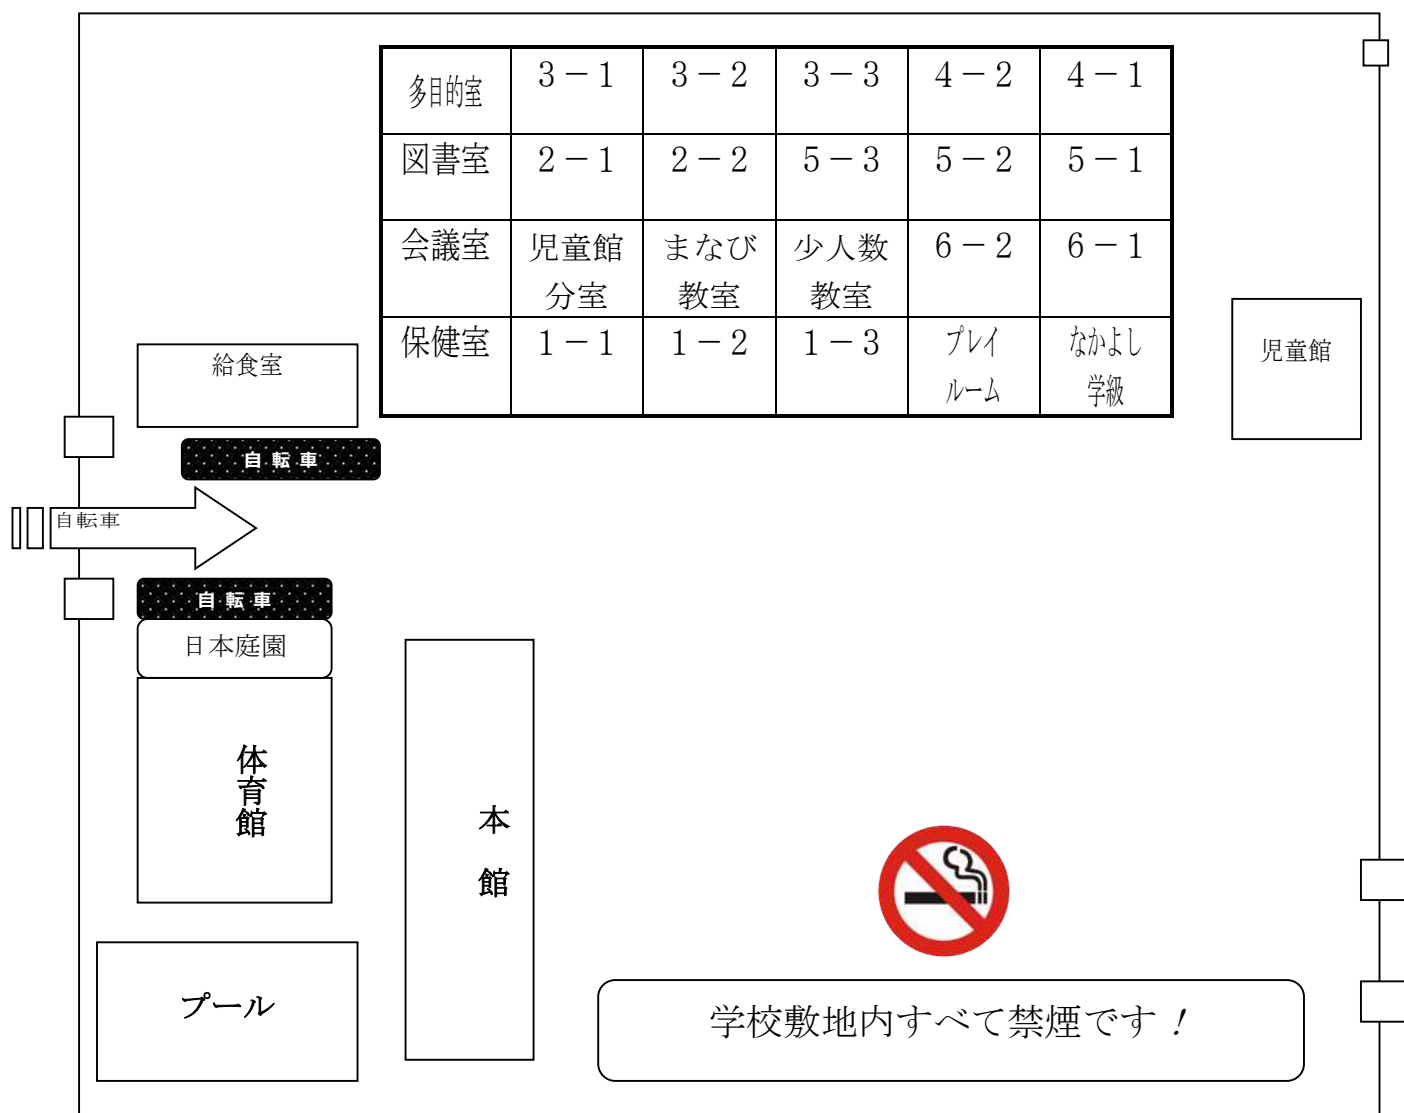 多目的室 3－1 3－2 3－3 4－2 4－1
図書室 2－1 2－2 5－3 5－2 5－1
会議室 児童館 まなび 少人数 6－2 6－1
分室 教室 教室
保健室 1－1 1－2 1－3 プレイ なかよし
ルーム 学級
給食室
児童館
自転車
自転車
自転車
日本庭園
体育館
本館
プール
学校敷地内すべて禁煙です！